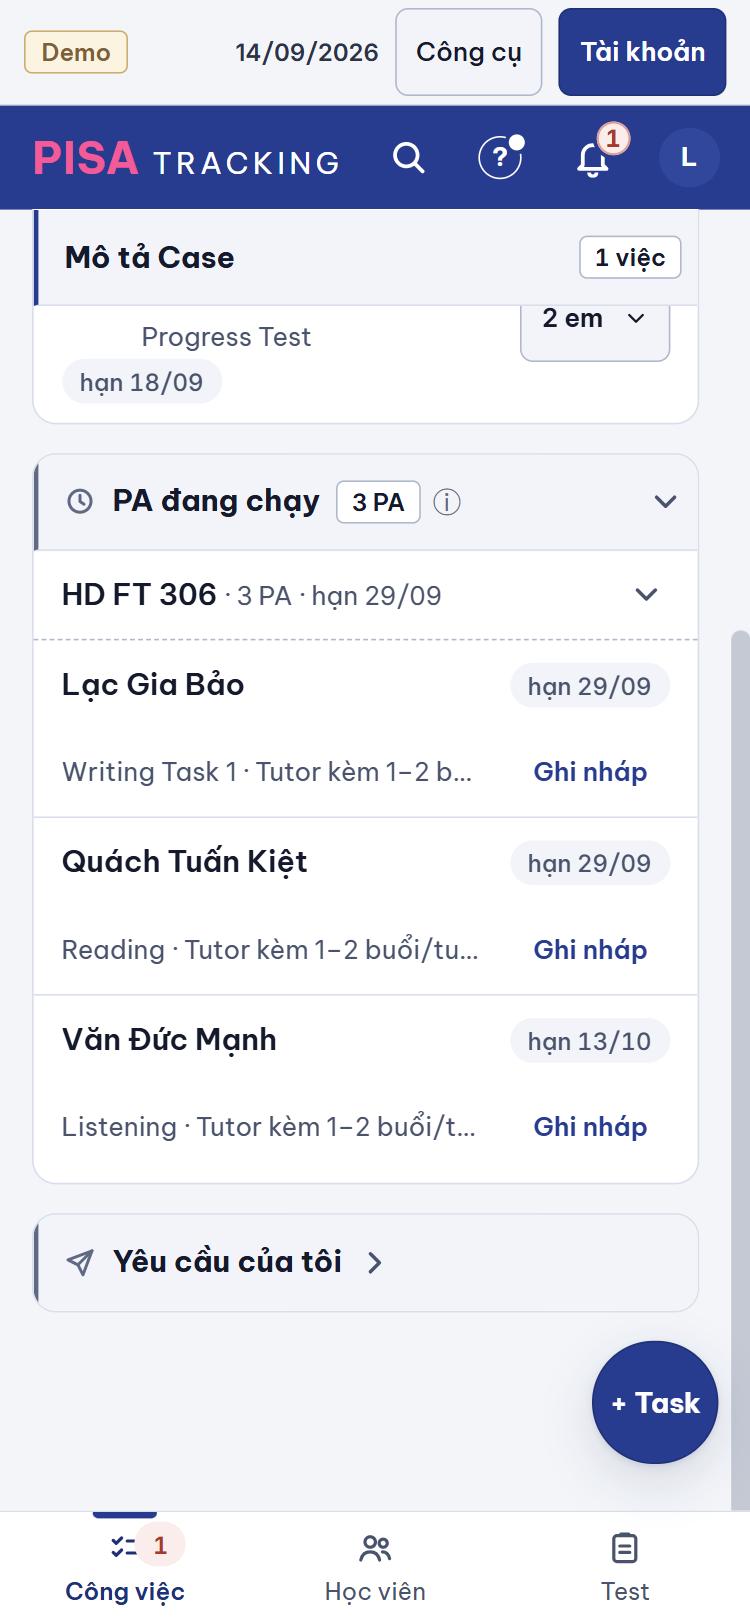 Demo
14/09/2026
Công cụ
Tài khoản
PISA TRACKING
?
1
L
Mô tả Case
1 việc
Progress Test
2 em
hạn 18/09
PA đang chạy
3 PA
HD FT 306 · 3 PA · hạn 29/09
Lạc Gia Bảo
hạn 29/09
Writing Task 1 · Tutor kèm 1–2 b...
Ghi nháp
Quách Tuấn Kiệt
hạn 29/09
Reading · Tutor kèm 1–2 buổi/tu...
Ghi nháp
Văn Đức Mạnh
hạn 13/10
Listening · Tutor kèm 1–2 buổi/t...
Ghi nháp
Yêu cầu của tôi
+ Task
1
Công việc
Học viên
Test